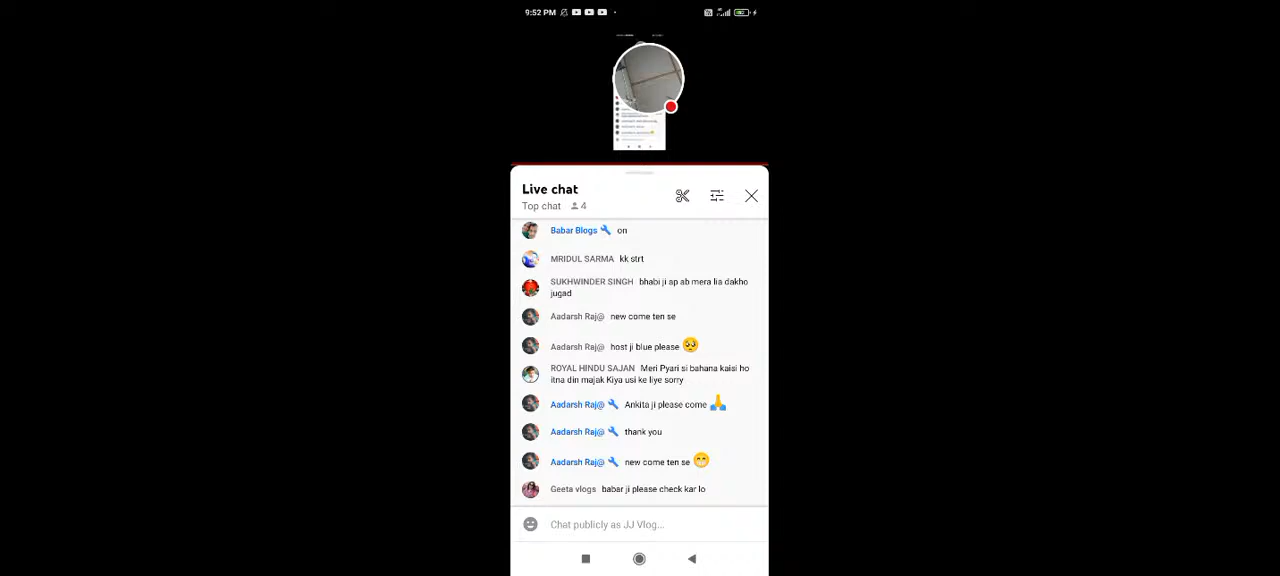 9:52 PM
Live chat
Top chat 4
Babar Blogs on
MRIDUL SARMA kk strt
SUKHWINDER SINGH bhabi ji ap ab mera lia dakho
jugad
Aadarsh Raj@ new come ten se
Aadarsh Raj@ host ji blue please 🥺
ROYAL HINDU SAJAN Meri Pyari si bahana kaisi ho
itna din majak Kiya usi ke liye sorry
Aadarsh Raj@ Ankita ji please come 🙏
Aadarsh Raj@ thank you
Aadarsh Raj@ new come ten se 😁
Geeta vlogs babar ji please check kar lo
Chat publicly as JJ Vlog...